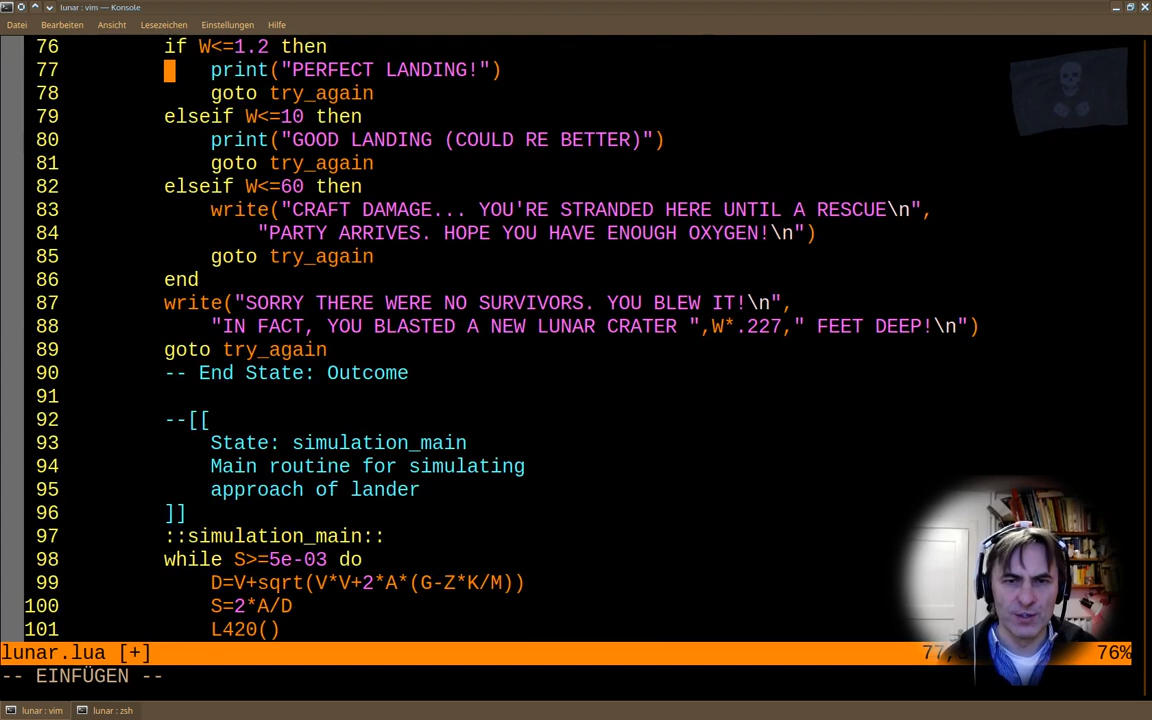 lunar : vim — Konsole
Datei Bearbeiten Ansicht Lesezeichen Einstellungen Hilfe
76 if W<=1.2 then
77 print("PERFECT LANDING!")
78 goto try_again
79 elseif W<=10 then
80 print("GOOD LANDING (COULD RE BETTER)")
81 goto try_again
82 elseif W<=60 then
83 write("CRAFT DAMAGE... YOU'RE STRANDED HERE UNTIL A RESCUE\n",
84 "PARTY ARRIVES. HOPE YOU HAVE ENOUGH OXYGEN!\n")
85 goto try_again
86 end
87 write("SORRY THERE WERE NO SURVIVORS. YOU BLEW IT!\n",
88 "IN FACT, YOU BLASTED A NEW LUNAR CRATER ",W*.227," FEET DEEP!\n")
89 goto try_again
90 -- End State: Outcome
91
92 --[[
93 State: simulation_main
94 Main routine for simulating
95 approach of lander
96 ]]
97 ::simulation_main::
98 while S>=5e-03 do
99 D=V+sqrt(V*V+2*A*(G-Z*K/M))
100 S=2*A/D
101 L420()
lunar.lua [+] 77, 76%
-- EINFÜGEN --
lunar : vim lunar : zsh